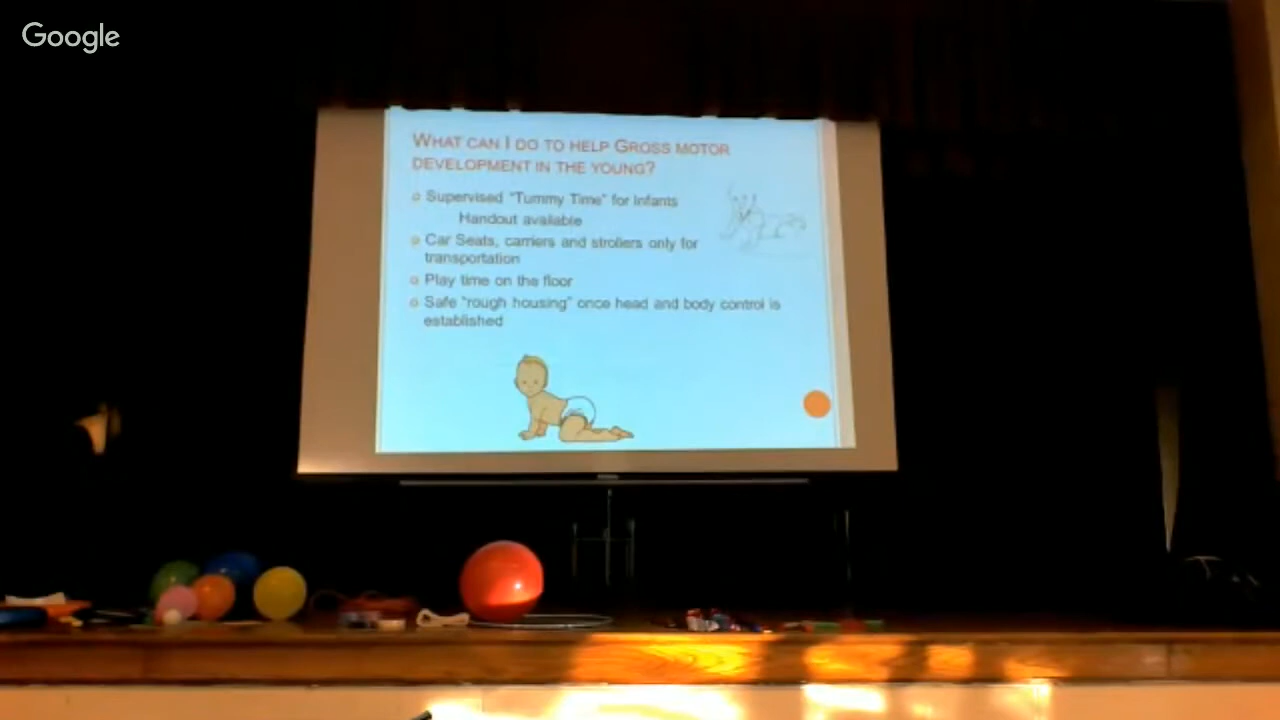 Google
WHAT CAN I DO TO HELP GROSS MOTOR
DEVELOPMENT IN THE YOUNG?
Supervised "Tummy Time" for Infants
Handout available
Car Seats, carriers and strollers only for
transportation
Play time on the floor
Safe "rough housing" once head and body control is
established